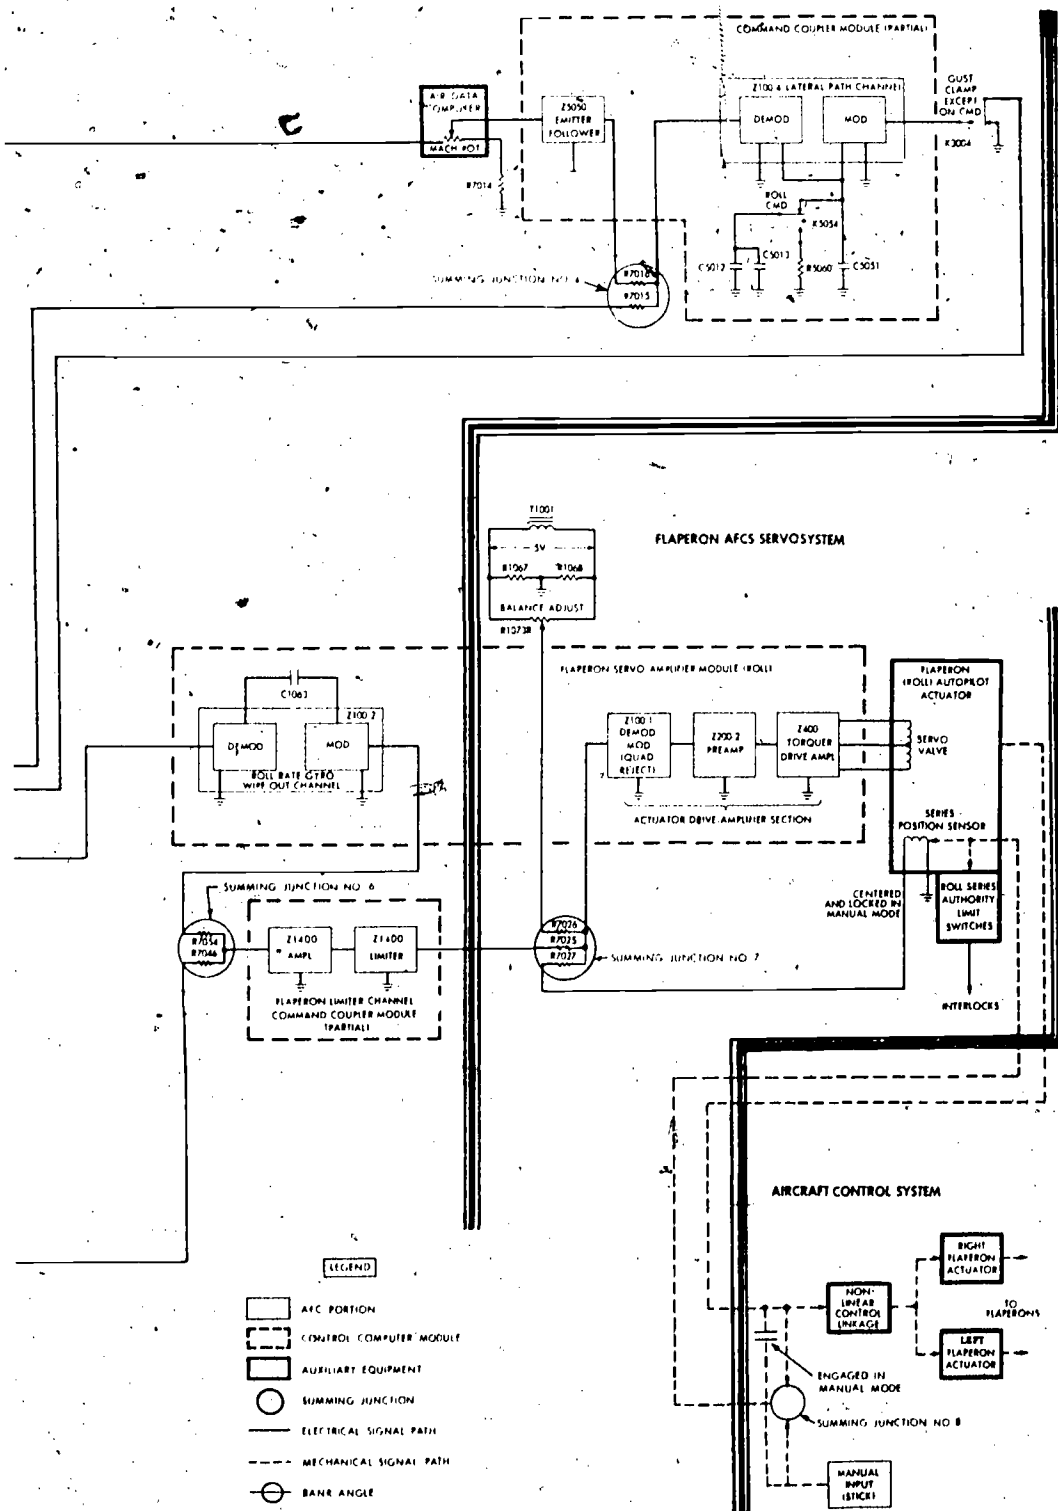 COMMAND COUPLER MODULE (PARTIAL)
AIR DATA
COMPUTER
MACH POT
R7014
Z5050
EMITTER
FOLLOWER
Z100-4 LATERAL PATH CHANNEL
DEMOD
MOD
GUST
CLAMP
EXCEPT
ON CMD
K3004
ROLL
CMD
K5054
C5012
C5013
R5060
C5051
SUMMING JUNCTION NO. 4
R7016
R7015
T1001
5V
R1067
R1068
BALANCE ADJUST
R1073R
FLAPERON AFCS SERVOSYSTEM
FLAPERON SERVO AMPLIFIER MODULE (ROLL)
C1063
Z100-2
DEMOD
MOD
ROLL RATE GYRO
WIPE OUT CHANNEL
Z100-1
DEMOD
MOD
(QUAD
REJECT)
Z200-2
PREAMP
Z400
TORQUER
DRIVE AMPL
ACTUATOR DRIVE AMPLIFIER SECTION
FLAPERON
(ROLL) AUTOPILOT
ACTUATOR
SERVO
VALVE
SERIES
POSITION SENSOR
CENTERED
AND LOCKED IN
MANUAL MODE
ROLL SERIES
AUTHORITY
LIMIT
SWITCHES
INTERLOCKS
SUMMING JUNCTION NO. 6
R7034
R7046
Z1400
AMPL
Z1400
LIMITER
FLAPERON LIMITER CHANNEL
COMMAND COUPLER MODULE
(PARTIAL)
R7026
R7025
R7027
SUMMING JUNCTION NO. 7
AIRCRAFT CONTROL SYSTEM
RIGHT
FLAPERON
ACTUATOR
NON-
LINEAR
CONTROL
LINKAGE
TO
FLAPERONS
LEFT
FLAPERON
ACTUATOR
ENGAGED IN
MANUAL MODE
SUMMING JUNCTION NO 8
MANUAL
INPUT
(STICK)
LEGEND
AFC PORTION
CONTROL COMPUTER MODULE
AUXILIARY EQUIPMENT
SUMMING JUNCTION
ELECTRICAL SIGNAL PATH
MECHANICAL SIGNAL PATH
BANK ANGLE